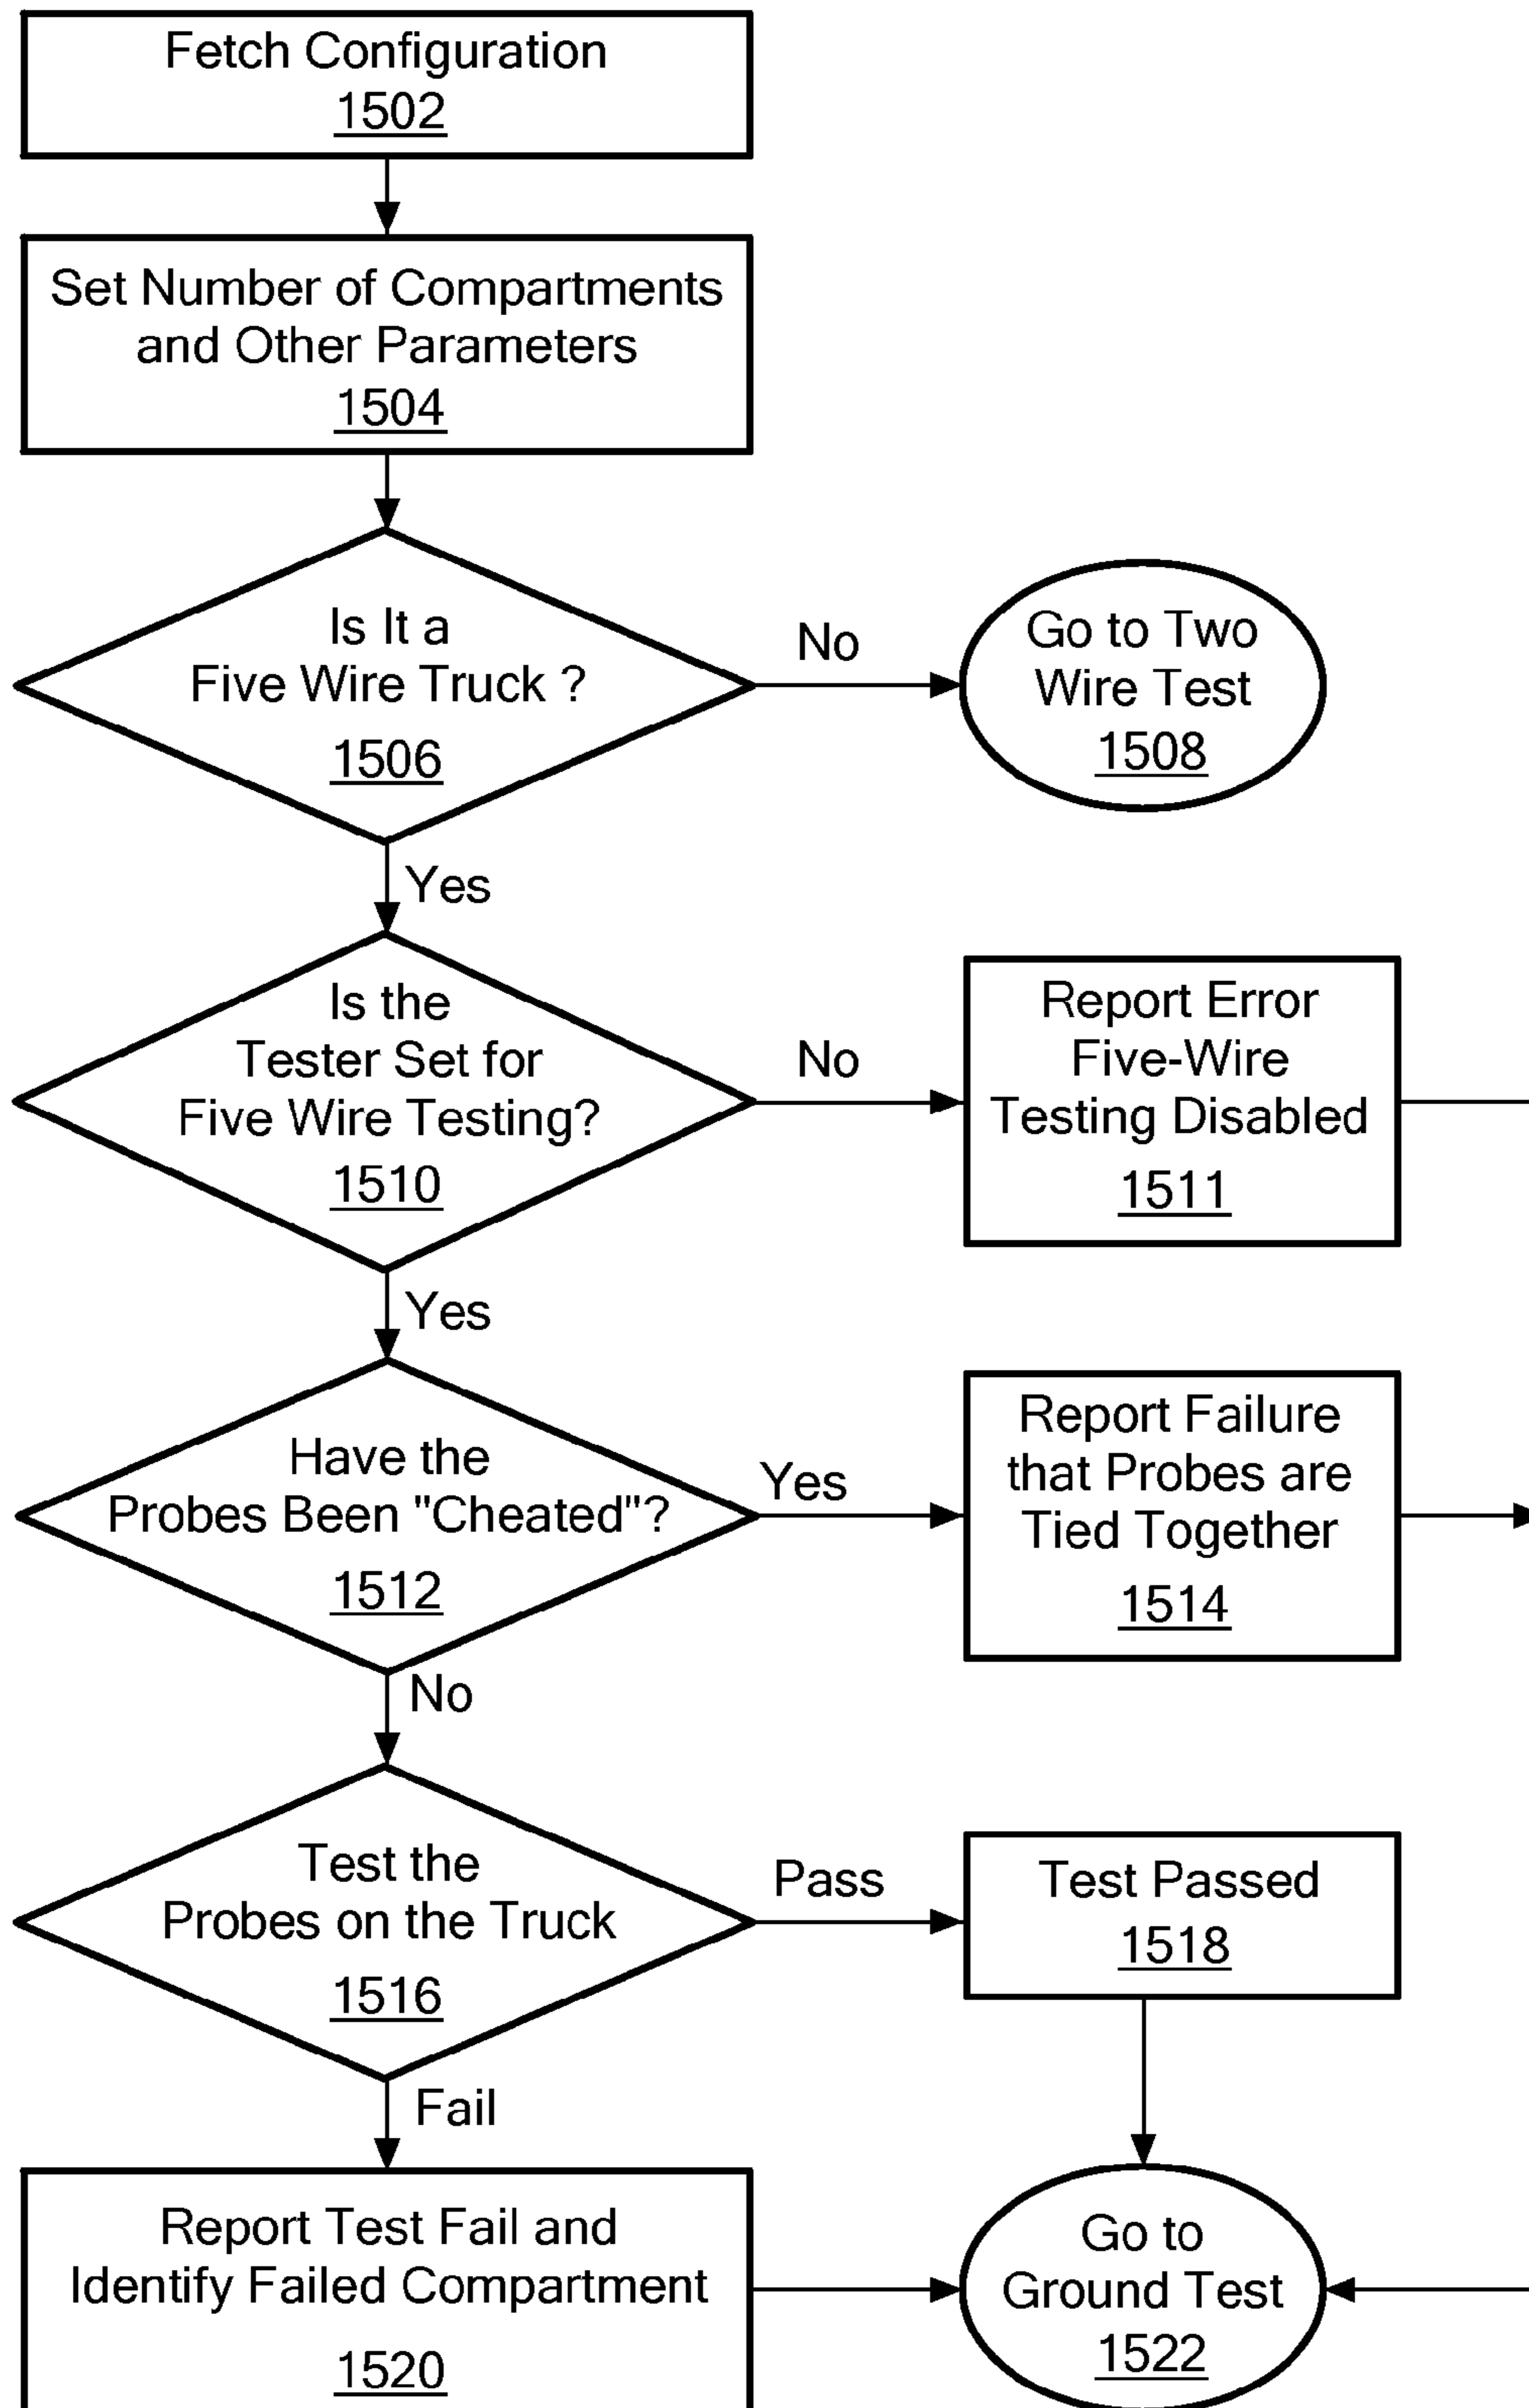 Fetch Configuration
1502
Set Number of Compartments
and Other Parameters
1504
Is It a
Five Wire Truck ?
1506
No
Go to Two
Wire Test
1508
Yes
Is the
Tester Set for
Five Wire Testing?
1510
No
Report Error
Five-Wire
Testing Disabled
1511
Yes
Have the
Probes Been "Cheated"?
1512
Yes
Report Failure
that Probes are
Tied Together
1514
No
Test the
Probes on the Truck
1516
Pass
Test Passed
1518
Fail
Report Test Fail and
Identify Failed Compartment
1520
Go to
Ground Test
1522